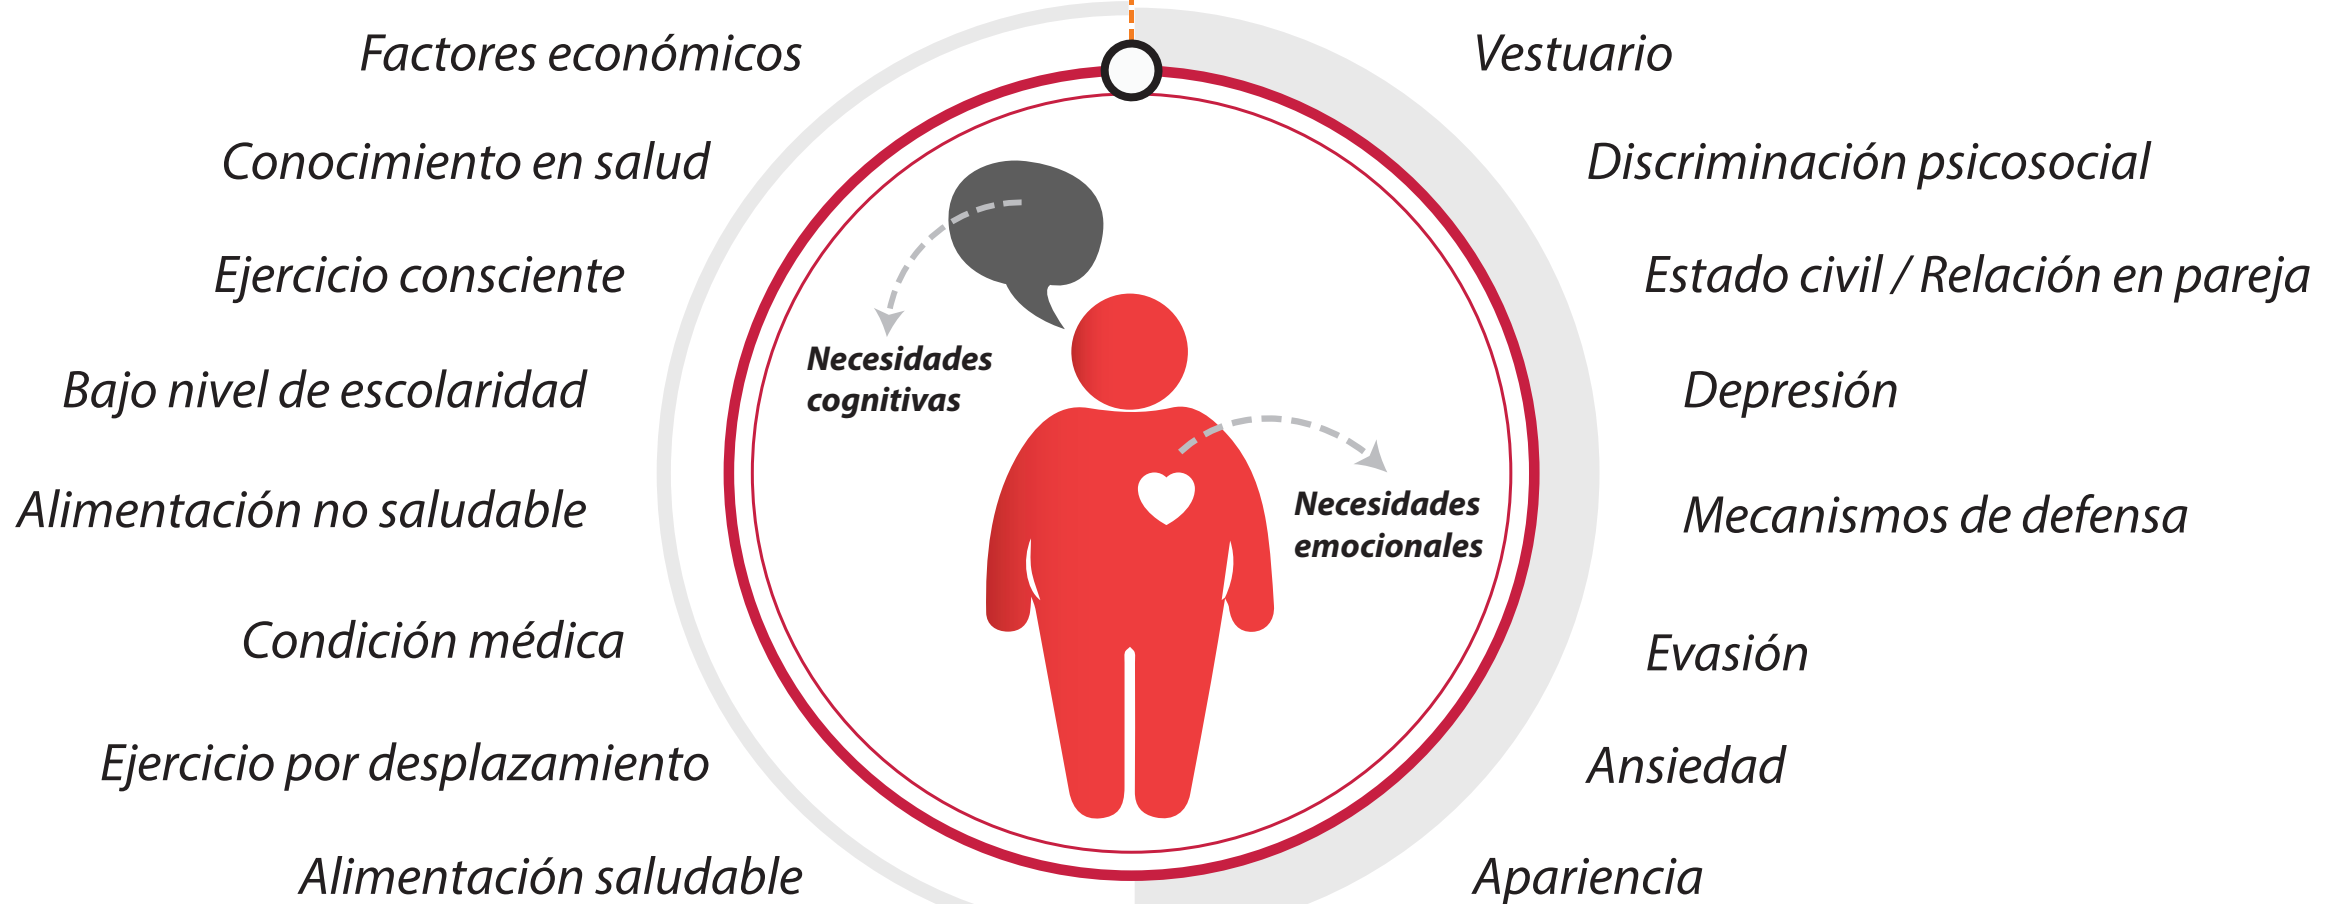 Factores económicos
Conocimiento en salud
Ejercicio consciente
Bajo nivel de escolaridad
Alimentación no saludable
Condición médica
Ejercicio por desplazamiento
Alimentación saludable
Necesidades
cognitivas
Necesidades
emocionales
Vestuario
Discriminación psicosocial
Estado civil / Relación en pareja
Depresión
Mecanismos de defensa
Evasión
Ansiedad
Apariencia